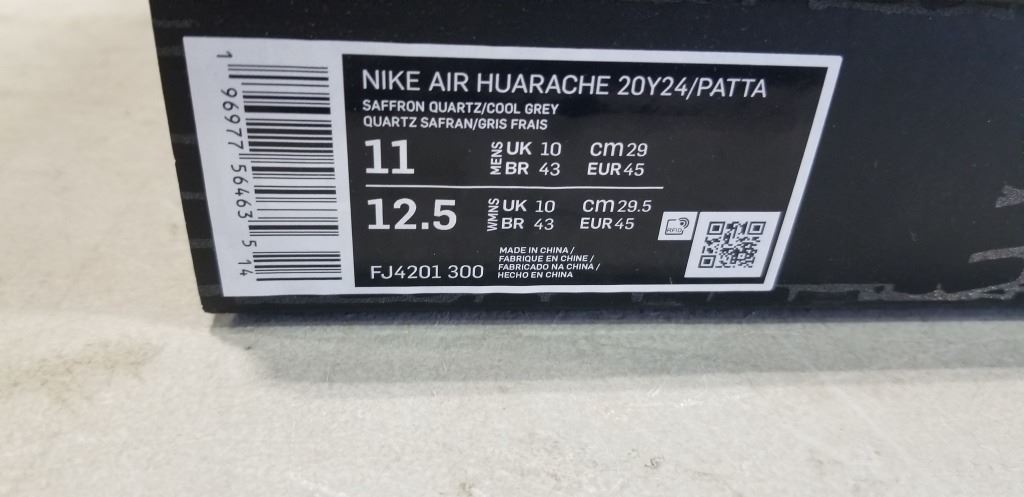 NIKE AIR HUARACHE 20Y24/PATTA
SAFFRON QUARTZ/COOL GREY
QUARTZ SAFRAN/GRIS FRAIS
11 MENS UK 10 CM 29
BR 43 EUR 45
12.5 WMNS UK 10 CM 29.5
BR 43 EUR 45
RFID
FJ4201 300
MADE IN CHINA /
FABRIQUE EN CHINE /
FABRICADO NA CHINA /
HECHO EN CHINA
1 96977 56463 5 14